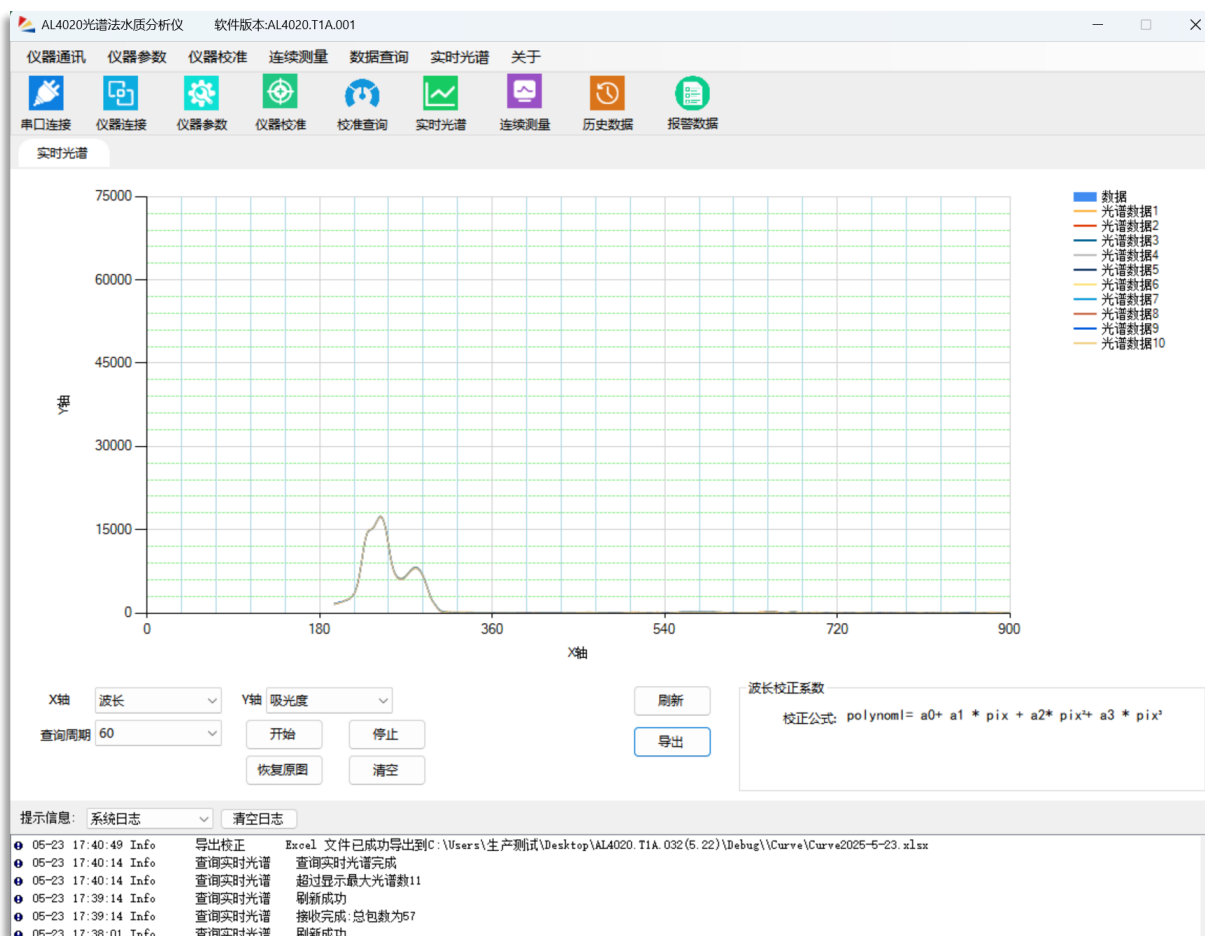 AL4020光谱法水质分析仪 软件版本:AL4020.T1A.001
仪器通讯 仪器参数 仪器校准 连续测量 数据查询 实时光谱 关于
串口连接 仪器连接 仪器参数 仪器校准 校准查询 实时光谱 连续测量 历史数据 报警数据
实时光谱
75000
60000
45000
30000
15000
0
Y轴
0 180 360 540 720 900
X轴
数据
光谱数据1
光谱数据2
光谱数据3
光谱数据4
光谱数据5
光谱数据6
光谱数据7
光谱数据8
光谱数据9
光谱数据10
X轴 波长 Y轴 吸光度 刷新
查询周期 60 开始 停止 导出
恢复原图 清空
波长校正系数
校正公式: polynoml= a0+ a1 * pix + a2* pix²+ a3 * pix³
提示信息: 系统日志 清空日志
05-23 17:40:49 Info 导出校正 Excel 文件已成功导出到C:\Users\生产测试\Desktop\AL4020.T1A.032(5.22)\Debug\\Curve\Curve2025-5-23.xlsx
05-23 17:40:14 Info 查询实时光谱 查询实时光谱完成
05-23 17:40:14 Info 查询实时光谱 超过显示最大光谱数11
05-23 17:39:14 Info 查询实时光谱 刷新成功
05-23 17:39:14 Info 查询实时光谱 接收完成:总包数为57
05-23 17:38:01 Info 查询实时光谱 刷新成功